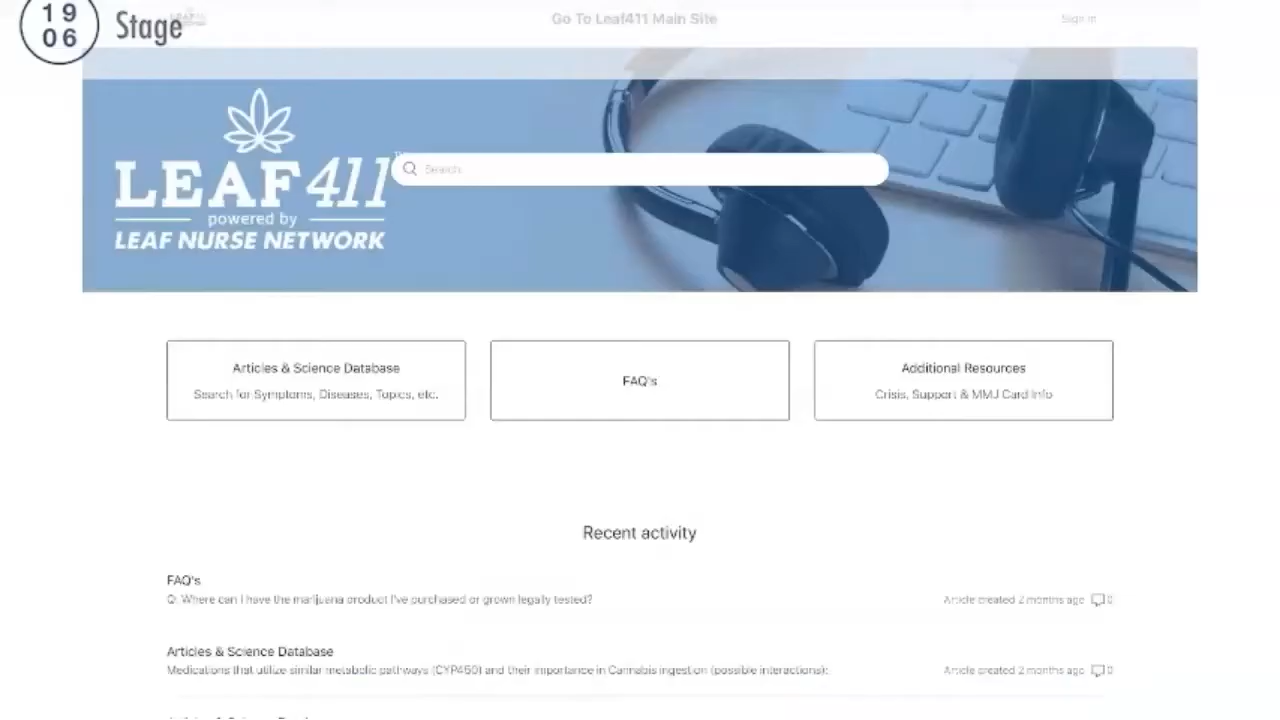 19
06
Stage
Go To Leaf411 Main Site
Sign in
LEAF411
powered by
LEAF NURSE NETWORK
Search
Articles & Science Database
Search for Symptoms, Diseases, Topics, etc.
FAQ's
Additional Resources
Crisis, Support & MMJ Card Info
Recent activity
FAQ's
Q: Where can I have the marijuana product I've purchased or grown legally tested?
Article created 2 months ago 0
Articles & Science Database
Medications that utilize similar metabolic pathways (CYP450) and their importance in Cannabis ingestion (possible interactions):
Article created 2 months ago 0